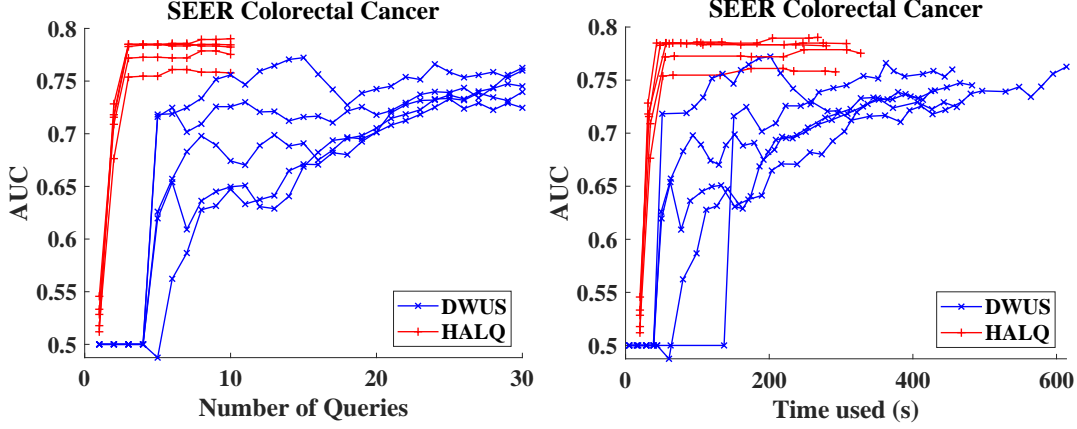 SEER Colorectal Cancer
0.8
0.75
0.7
0.65
0.6
0.55
0.5
AUC
0
10
20
30
Number of Queries
DWUS
HALQ
SEER Colorectal Cancer
0.8
0.75
0.7
0.65
0.6
0.55
0.5
AUC
0
200
400
600
Time used (s)
DWUS
HALQ